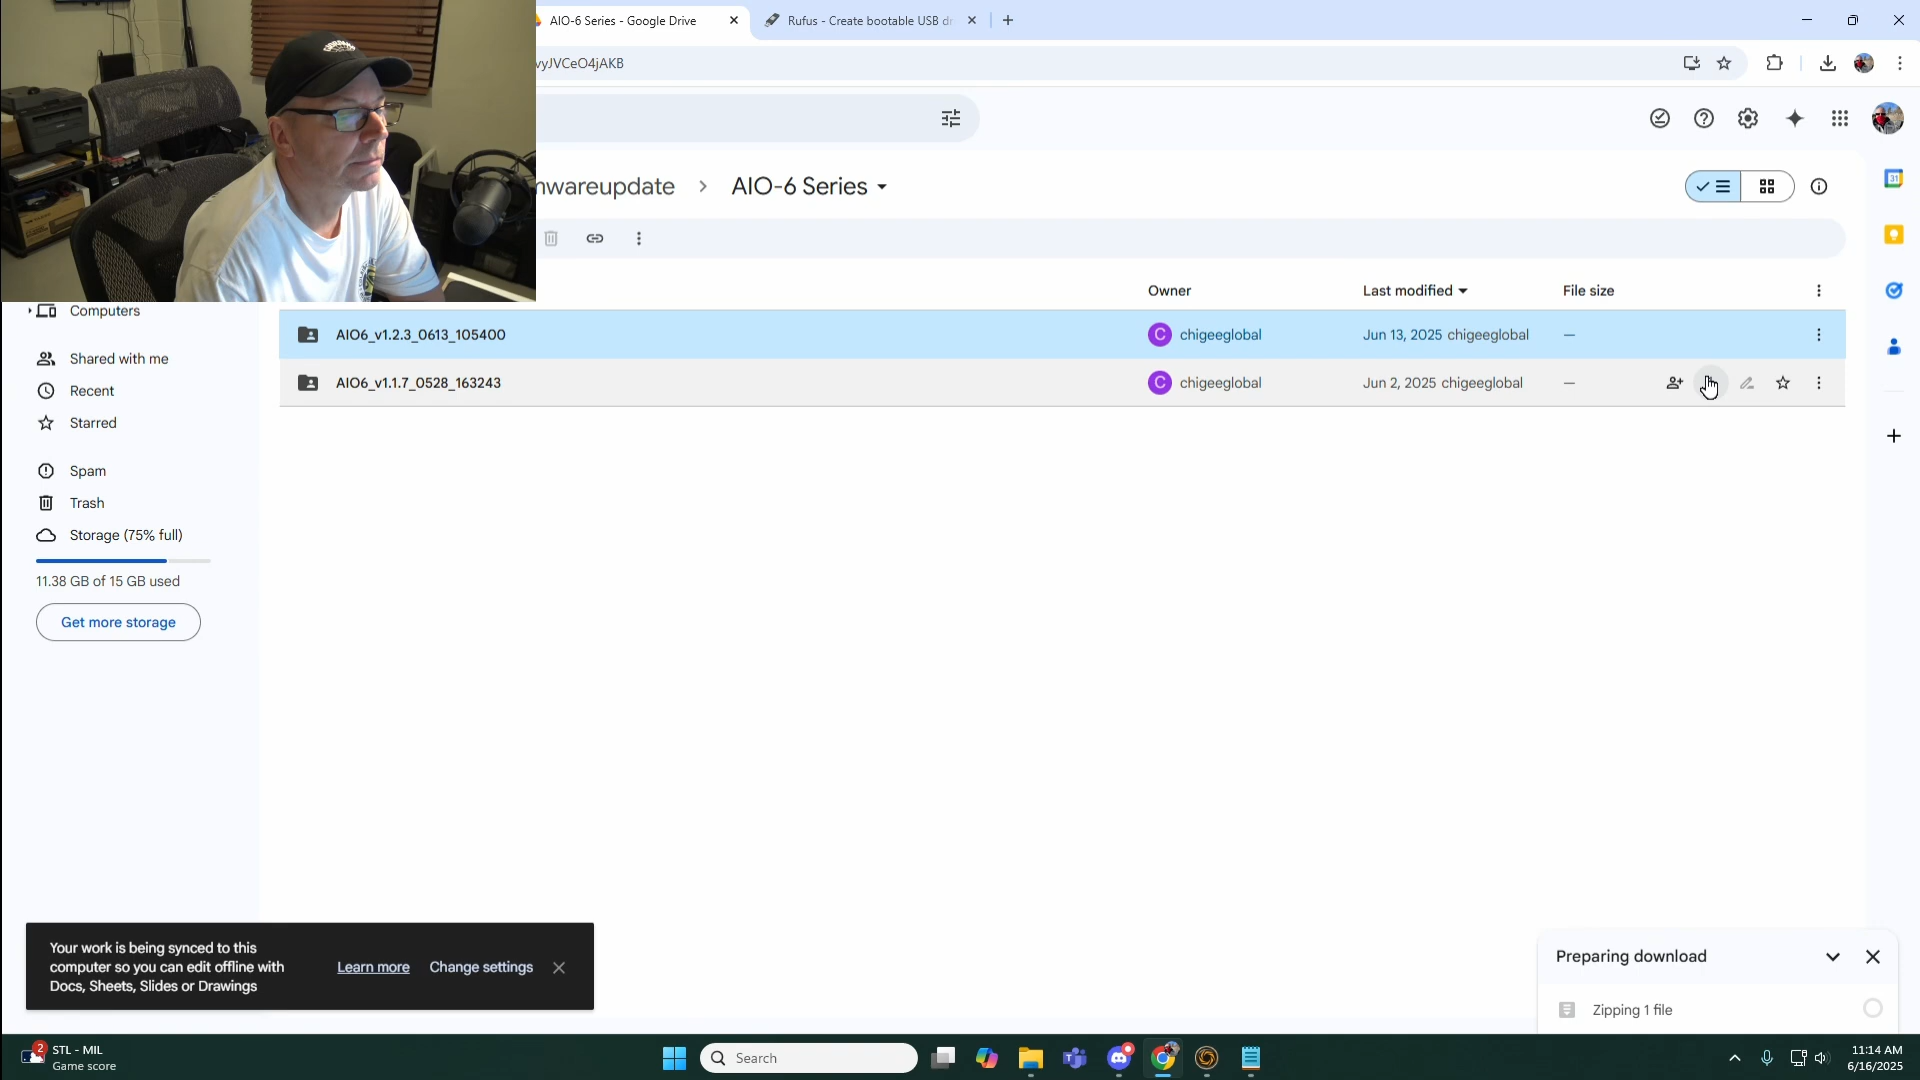 AIO-6 Series - Google Drive
Rufus - Create bootable USB dr
vyJVCeO4jAKB
nwareupdate > AIO-6 Series
Owner
Last modified
File size
AIO6_v1.2.3_0613_105400
C chigeeglobal
Jun 13, 2025 chigeeglobal
—
AIO6_v1.1.7_0528_163243
C chigeeglobal
Jun 2, 2025 chigeeglobal
—
31
Computers
Shared with me
Recent
Starred
Spam
Trash
Storage (75% full)
11.38 GB of 15 GB used
Get more storage
Your work is being synced to this
computer so you can edit offline with
Docs, Sheets, Slides or Drawings
Learn more
Change settings
Preparing download
Zipping 1 file
2
STL - MIL
Game score
Search
11:14 AM
6/16/2025